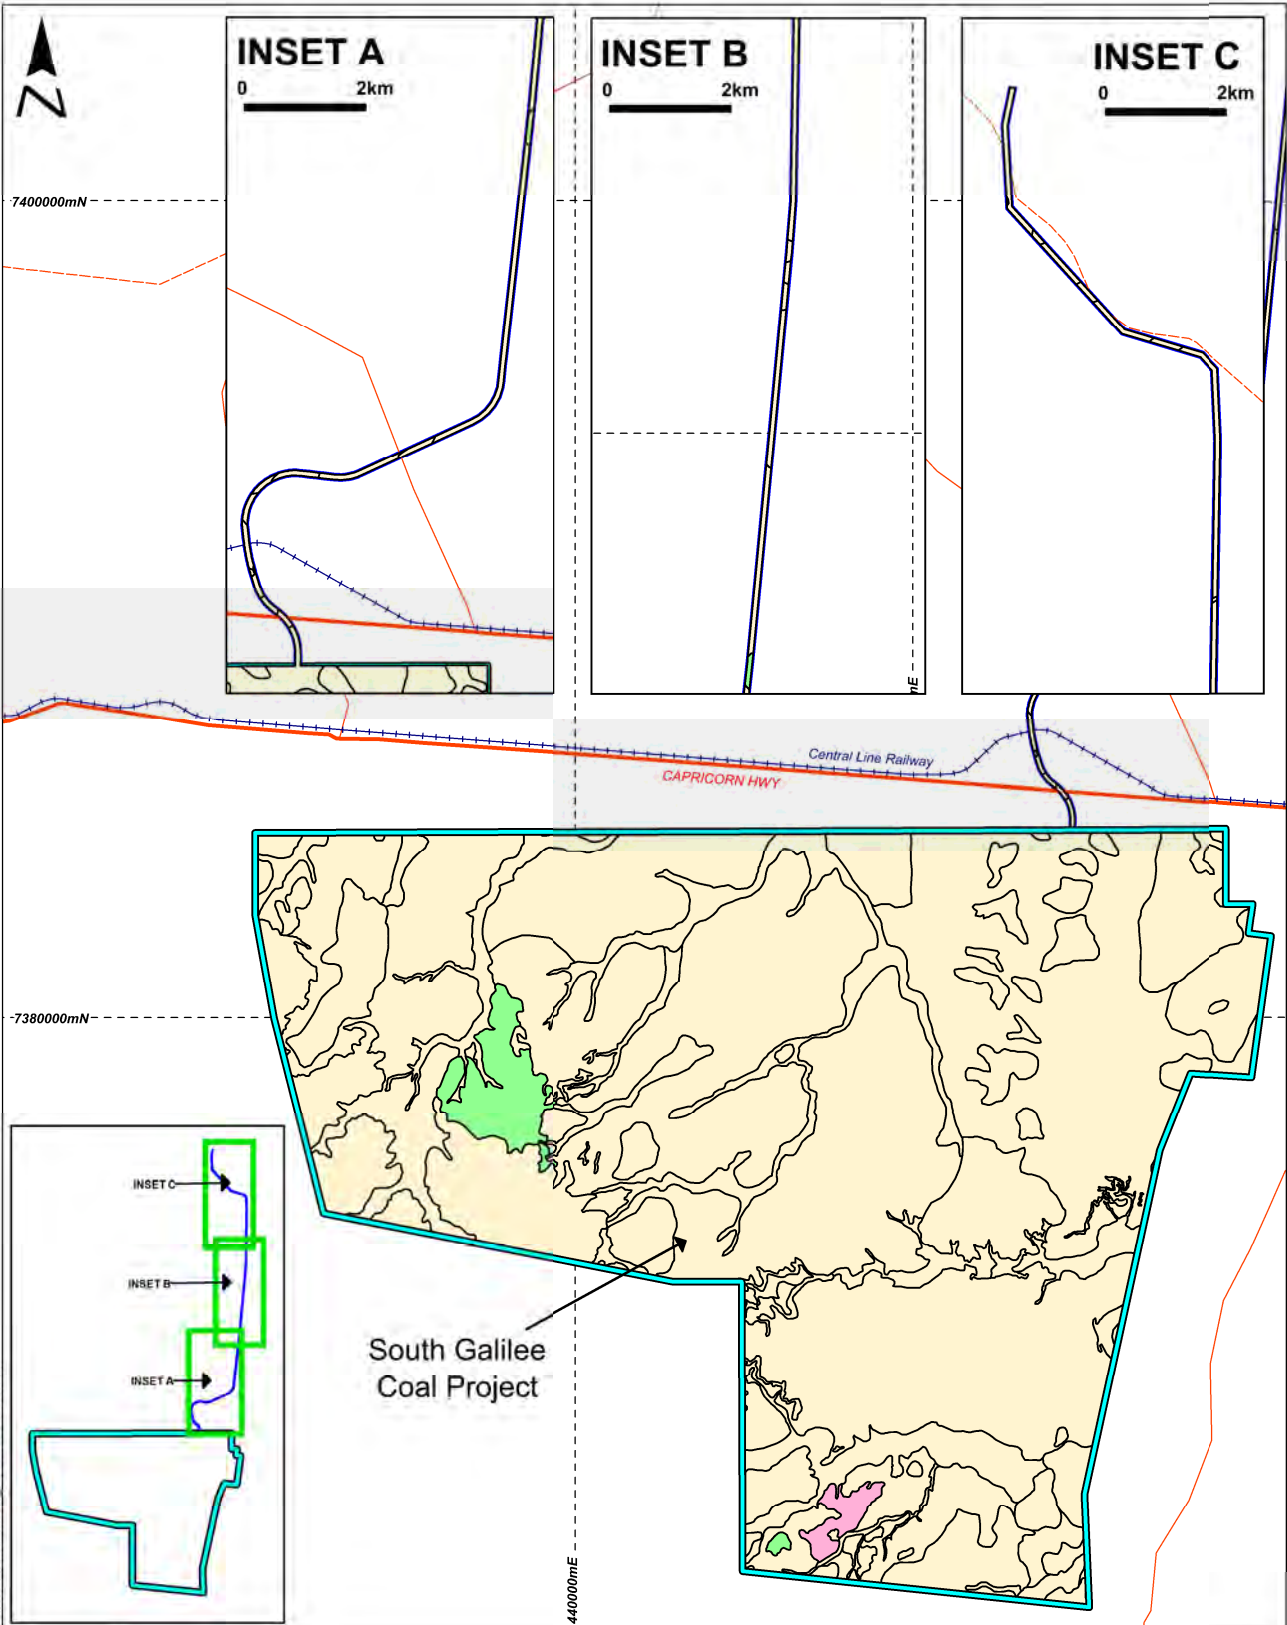 INSET A
0 2km
INSET B
0 2km
INSET C
0 2km
N
7400000mN
mE
Central Line Railway
CAPRICORN HWY
7380000mN
INSET C
INSET B
INSET A
South Galilee
Coal Project
440000mE